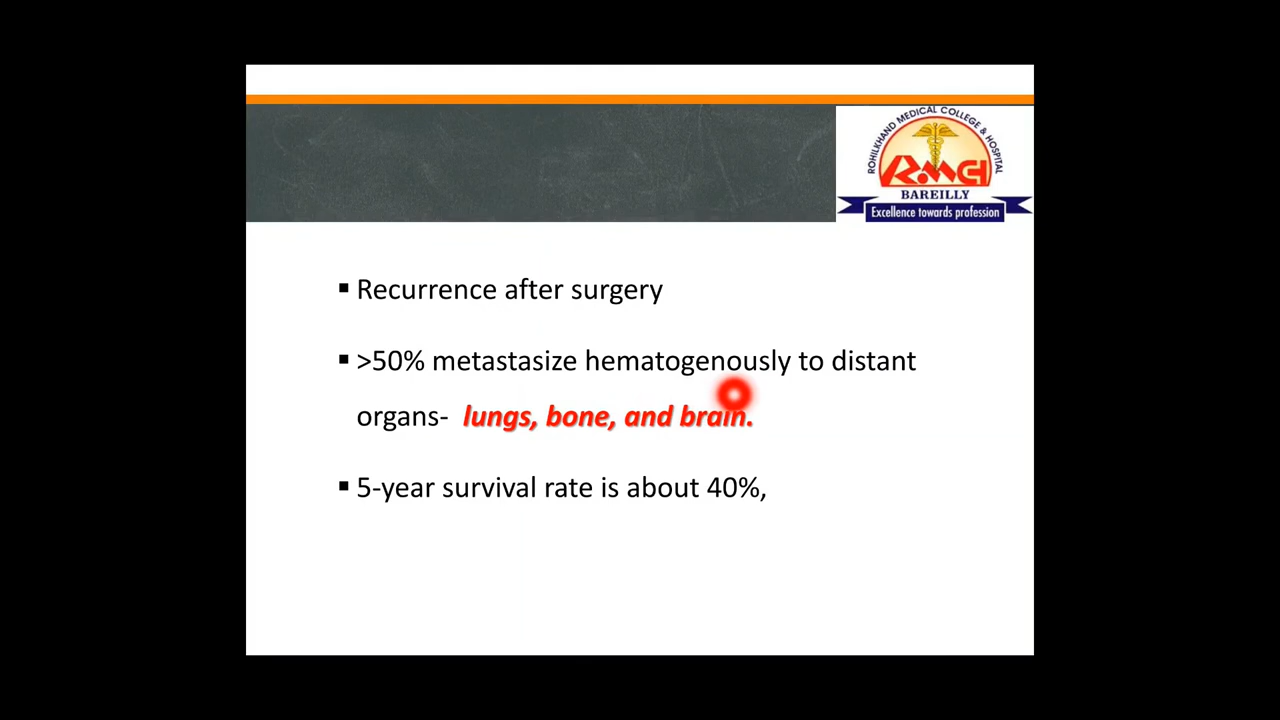 ROHILKHAND MEDICAL COLLEGE & HOSPITAL
RMCH
BAREILLY
Excellence towards profession
▪ Recurrence after surgery
▪ >50% metastasize hematogenously to distant
organs- lungs, bone, and brain.
▪ 5-year survival rate is about 40%,